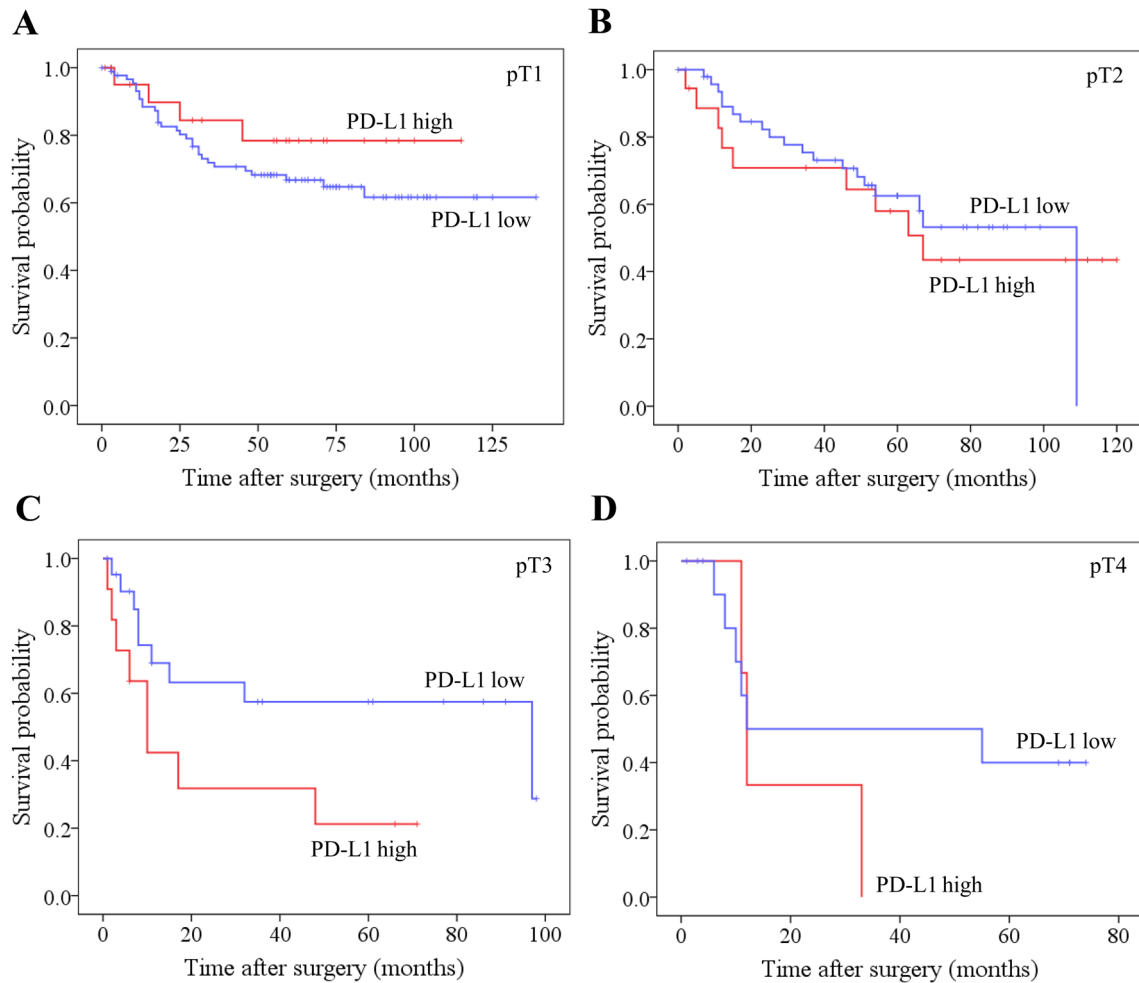 A
pT1
PD-L1 high
PD-L1 low
Survival probability
1.0
0.8
0.6
0.4
0.2
0.0
0 25 50 75 100 125
Time after surgery (months)
B
pT2
PD-L1 low
PD-L1 high
Survival probability
1.0
0.8
0.6
0.4
0.2
0.0
0 20 40 60 80 100 120
Time after surgery (months)
C
pT3
PD-L1 low
PD-L1 high
Survival probability
1.0
0.8
0.6
0.4
0.2
0.0
0 20 40 60 80 100
Time after surgery (months)
D
pT4
PD-L1 low
PD-L1 high
Survival probability
1.0
0.8
0.6
0.4
0.2
0.0
0 20 40 60 80
Time after surgery (months)